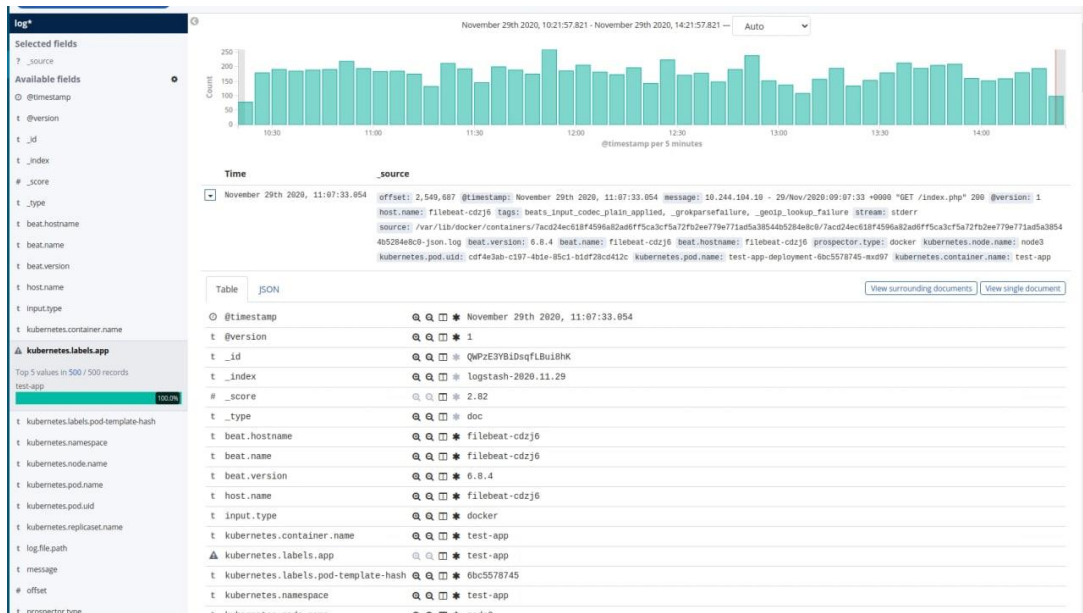 log*
Selected fields
? _source
Available fields
@timestamp
t @version
t _id
t _index
# _score
t _type
t beat.hostname
t beat.name
t beat.version
t host.name
t input.type
t kubernetes.container.name
kubernetes.labels.app
Top 5 values in 500 / 500 records
test-app
100.0%
t kubernetes.labels.pod-template-hash
t kubernetes.namespace
t kubernetes.node.name
t kubernetes.pod.name
t kubernetes.pod.uid
t kubernetes.replicaset.name
t log.file.path
t message
# offset
t prospector.type
November 29th 2020, 10:21:57.821 - November 29th 2020, 14:21:57.821 — Auto
Count
250
200
150
100
50
0
10:30 11:00 11:30 12:00 12:30 13:00 13:30 14:00
@timestamp per 5 minutes
Time _source
November 29th 2020, 11:07:33.054
offset: 2,549,687 @timestamp: November 29th 2020, 11:07:33.054 message: 10.244.104.10 - 29/Nov/2020:09:07:33 +0000 "GET /index.php" 200 @version: 1
host.name: filebeat-cdzj6 tags: beats_input_codec_plain_applied, _grokparsefailure, _geoip_lookup_failure stream: stderr
source: /var/lib/docker/containers/7acd24ec618f4596a82ad6ff5ca3cf5a72fb2ee779e771ad5a38544b5284e8c0/7acd24ec618f4596a82ad6ff5ca3cf5a72fb2ee779e771ad5a3854
4b5284e8c0-json.log beat.version: 6.8.4 beat.name: filebeat-cdzj6 beat.hostname: filebeat-cdzj6 prospector.type: docker kubernetes.node.name: node3
kubernetes.pod.uid: cdf4e3ab-c197-4b1e-85c1-b1df28cd412c kubernetes.pod.name: test-app-deployment-6bc5578745-mxd97 kubernetes.container.name: test-app
Table JSON View surrounding documents View single document
@timestamp November 29th 2020, 11:07:33.054
t @version 1
t _id QWPzE3YBiDsqfLBui8hK
t _index logstash-2020.11.29
# _score 2.82
t _type doc
t beat.hostname filebeat-cdzj6
t beat.name filebeat-cdzj6
t beat.version 6.8.4
t host.name filebeat-cdzj6
t input.type docker
t kubernetes.container.name test-app
kubernetes.labels.app test-app
t kubernetes.labels.pod-template-hash 6bc5578745
t kubernetes.namespace test-app